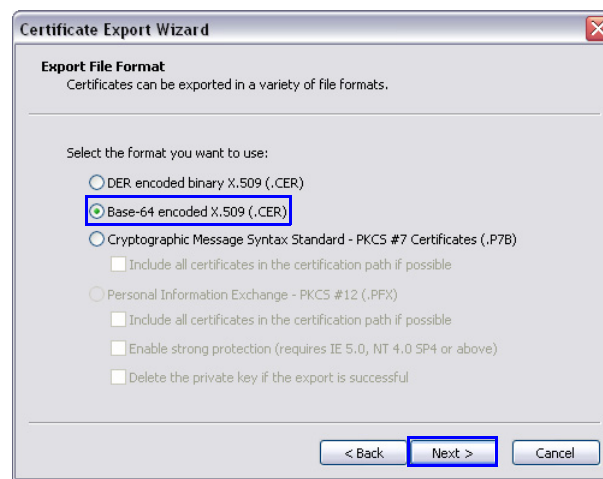 Certificate Export Wizard
Export File Format
Certificates can be exported in a variety of file formats.
Select the format you want to use:
DER encoded binary X.509 (.CER)
Base-64 encoded X.509 (.CER)
Cryptographic Message Syntax Standard - PKCS #7 Certificates (.P7B)
Include all certificates in the certification path if possible
Personal Information Exchange - PKCS #12 (.PFX)
Include all certificates in the certification path if possible
Enable strong protection (requires IE 5.0, NT 4.0 SP4 or above)
Delete the private key if the export is successful
< Back Next > Cancel